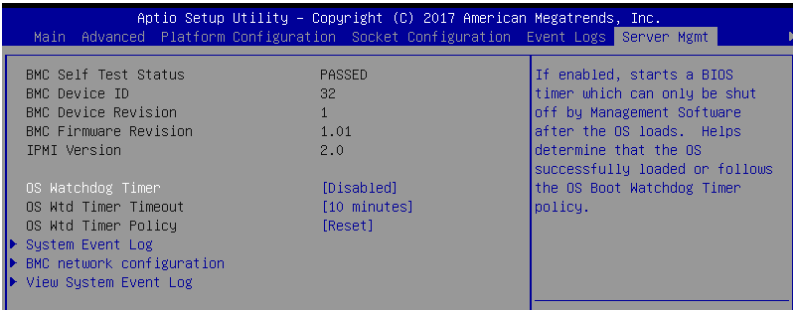 Aptio Setup Utility – Copyright (C) 2017 American Megatrends, Inc.
Main Advanced Platform Configuration Socket Configuration Event Logs Server Mgmt
BMC Self Test Status PASSED
BMC Device ID 32
BMC Device Revision 1
BMC Firmware Revision 1.01
IPMI Version 2.0
OS Watchdog Timer [Disabled]
OS Wtd Timer Timeout [10 minutes]
OS Wtd Timer Policy [Reset]
System Event Log
BMC network configuration
View System Event Log
If enabled, starts a BIOS
timer which can only be shut
off by Management Software
after the OS loads. Helps
determine that the OS
successfully loaded or follows
the OS Boot Watchdog Timer
policy.